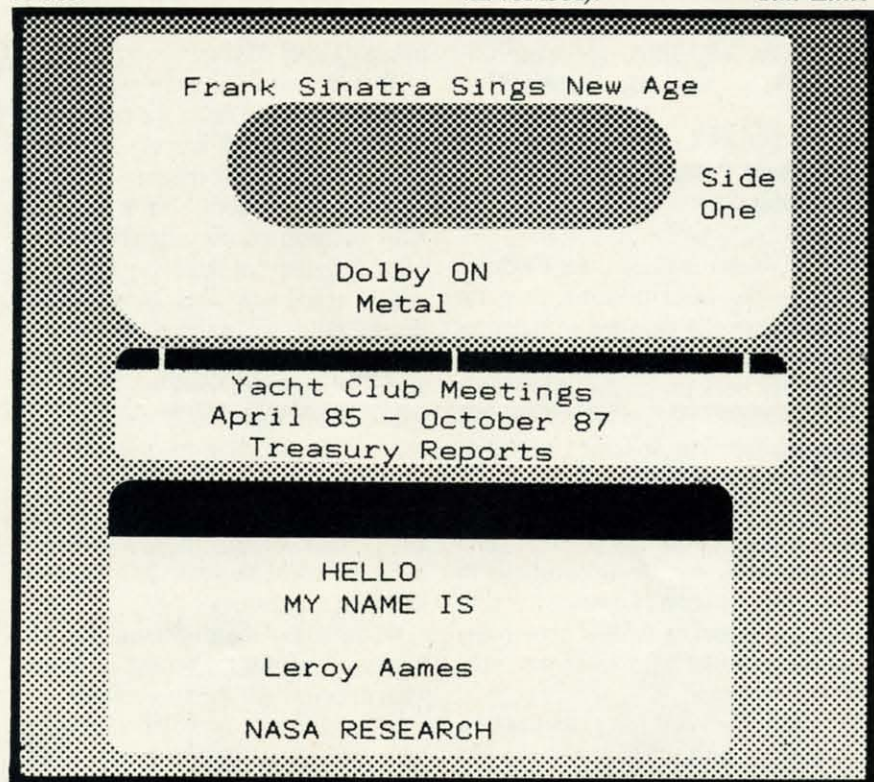 Frank Sinatra Sings New Age
Side
One
Dolby ON
Metal
Yacht Club Meetings
April 85 - October 87
Treasury Reports
HELLO
MY NAME IS
Leroy Aames
NASA RESEARCH